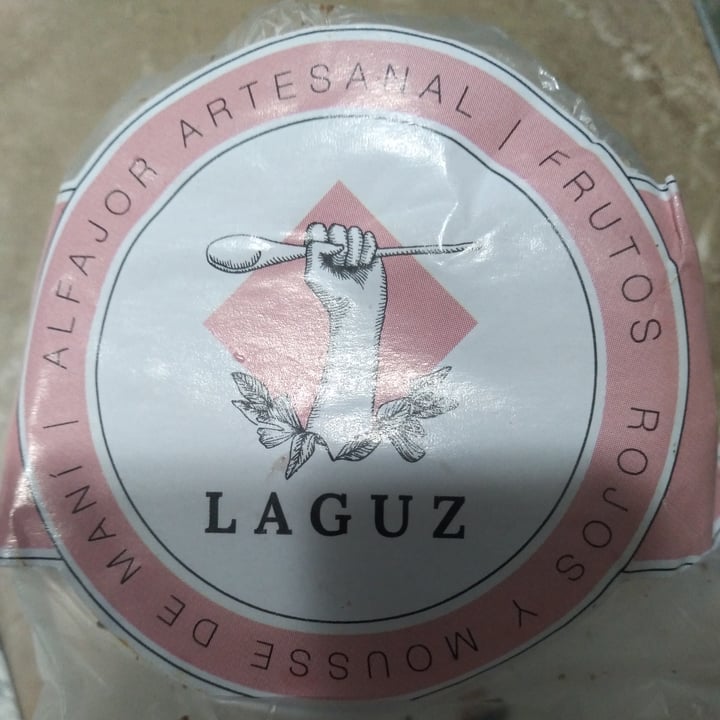 ALFAJOR ARTESANAL | FRUTOS ROJOS Y MOUSSE DE MANÍ |
LAGUZ